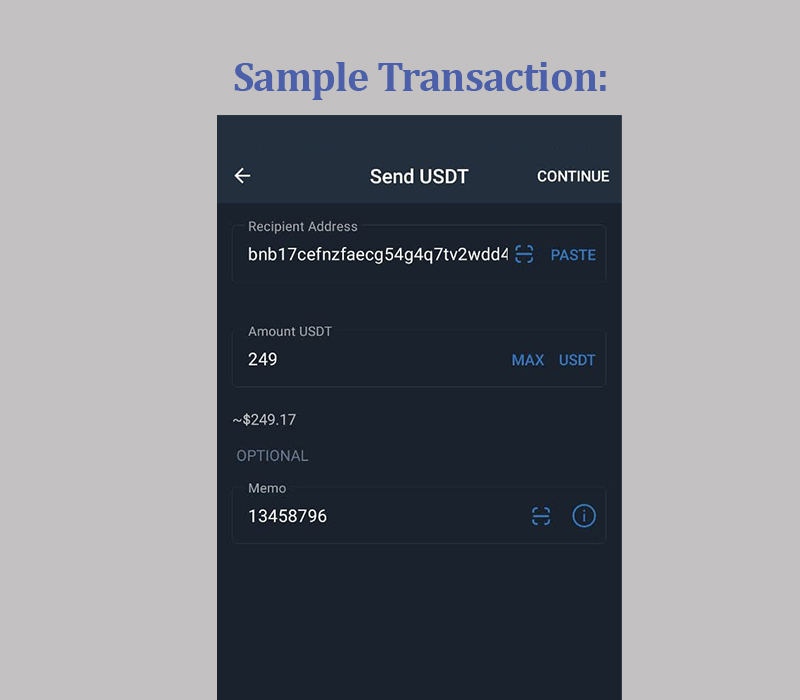 Sample Transaction:
Send USDT CONTINUE
Recipient Address
bnb17cefnzfaecg54g4q7tv2wdd4 PASTE
Amount USDT
249 MAX USDT
~$249.17
OPTIONAL
Memo
13458796